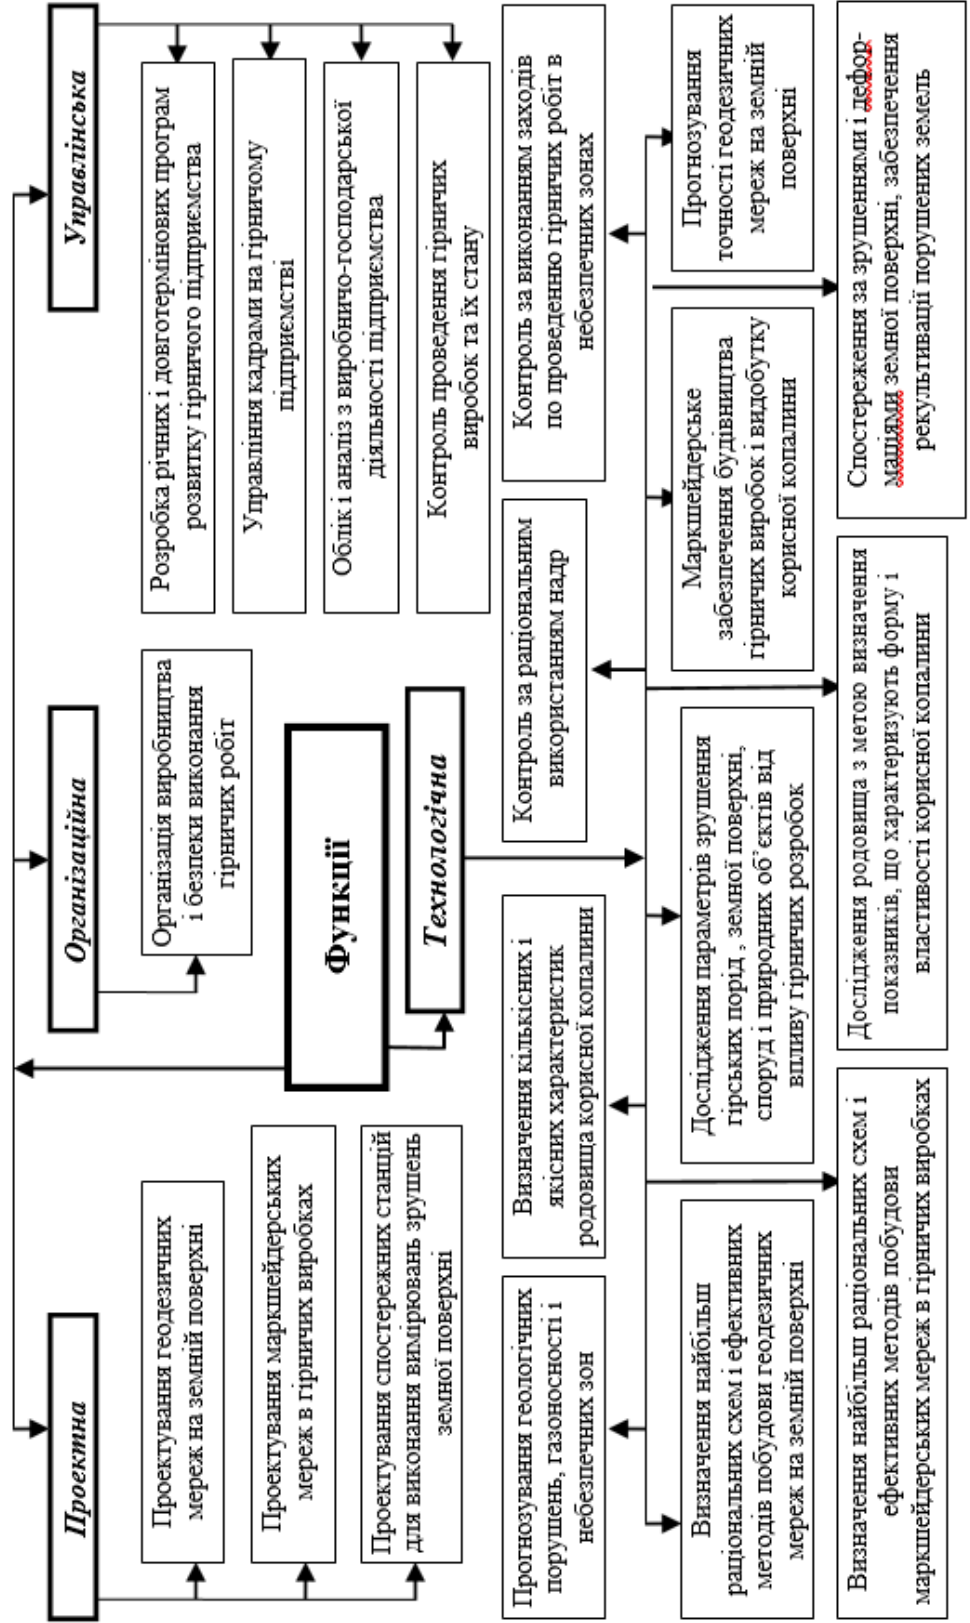 Проектна
Організаційна
Управлінська
Проектування геодезичних
мереж на земній поверхні
Проектування маркшейдерських
мереж в гірничих виробках
Проектування спостережних станцій
для виконання вимірювань зрушень
земної поверхні
Організація виробництва
і безпеки виконання
гірничих робіт
Розробка річних і довготермінових програм
розвитку гірничого підприємства
Управління кадрами на гірничому
підприємстві
Облік і аналіз з виробничо-господарської
діяльності підприємства
Контроль проведення гірничих
виробок та їх стану
Функції
Технологічна
Прогнозування геологічних
порушень, газоносності і
небезпечних зон
Визначення кількісних і
якісних характеристик
родовища корисної копалини
Контроль за раціональним
використанням надр
Контроль за виконанням заходів
по проведенню гірничих робіт в
небезпечних зонах
Визначення найбільш
раціональних схем і ефективних
методів побудови геодезичних
мереж на земній поверхні
Дослідження параметрів зрушення
гірських порід , земної поверхні,
споруд і природних об'єктів від
впливу гірничих розробок
Маркшейдерське
забезпечення будівництва
гірничих виробок і видобутку
корисної копалини
Прогнозування
точності геодезичних
мереж на земній
поверхні
Визначення найбільш раціональних схем і
ефективних методів побудови
маркшейдерських мереж в гірничих виробках
Дослідження родовища з метою визначення
показників, що характеризують форму і
властивості корисної копалини
Спостереження за зрушеннями і дефор-
маціями земної поверхні, забезпечення
рекультивації порушених земель